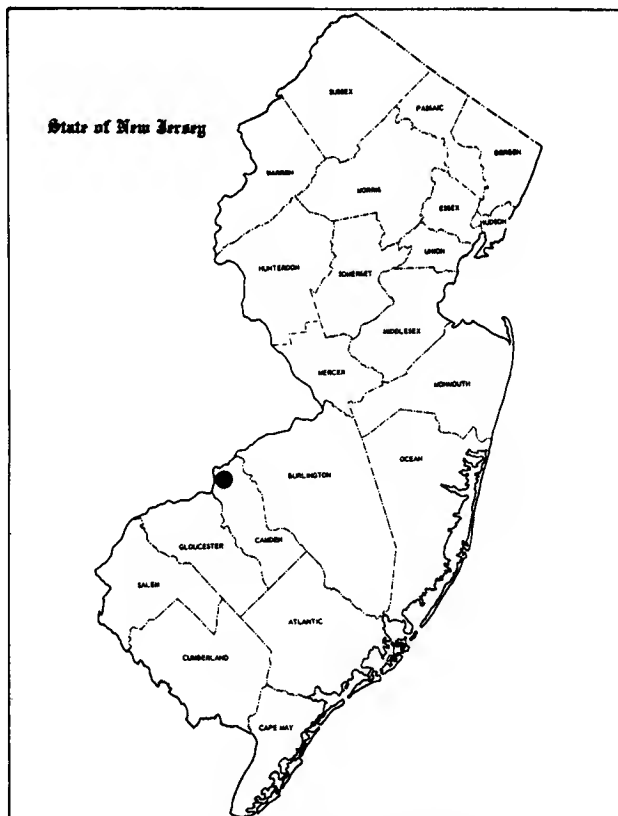 SUSSEX
PASSAIC
State of New Jersey
BERGEN
WARREN
MORRIS
ESSEX
HUDSON
UNION
HUNTERDON
SOMERSET
MIDDLESEX
MERCER
MONMOUTH
OCEAN
BURLINGTON
CAMDEN
GLOUCESTER
SALEM
ATLANTIC
CUMBERLAND
CAPE MAY